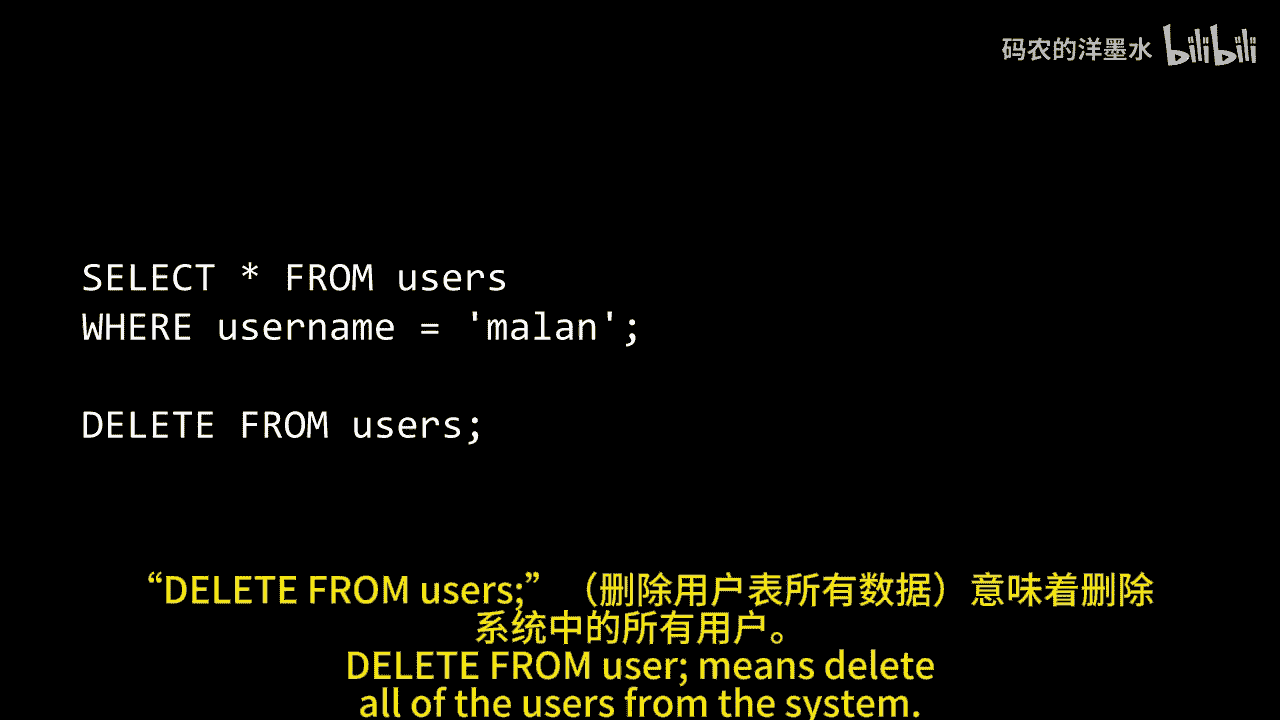 码农的洋墨水 bilibili
SELECT * FROM users
WHERE username = 'malan';
DELETE FROM users;
“DELETE FROM users;”（删除用户表所有数据）意味着删除
系统中的所有用户。
DELETE FROM user; means delete
all of the users from the system.